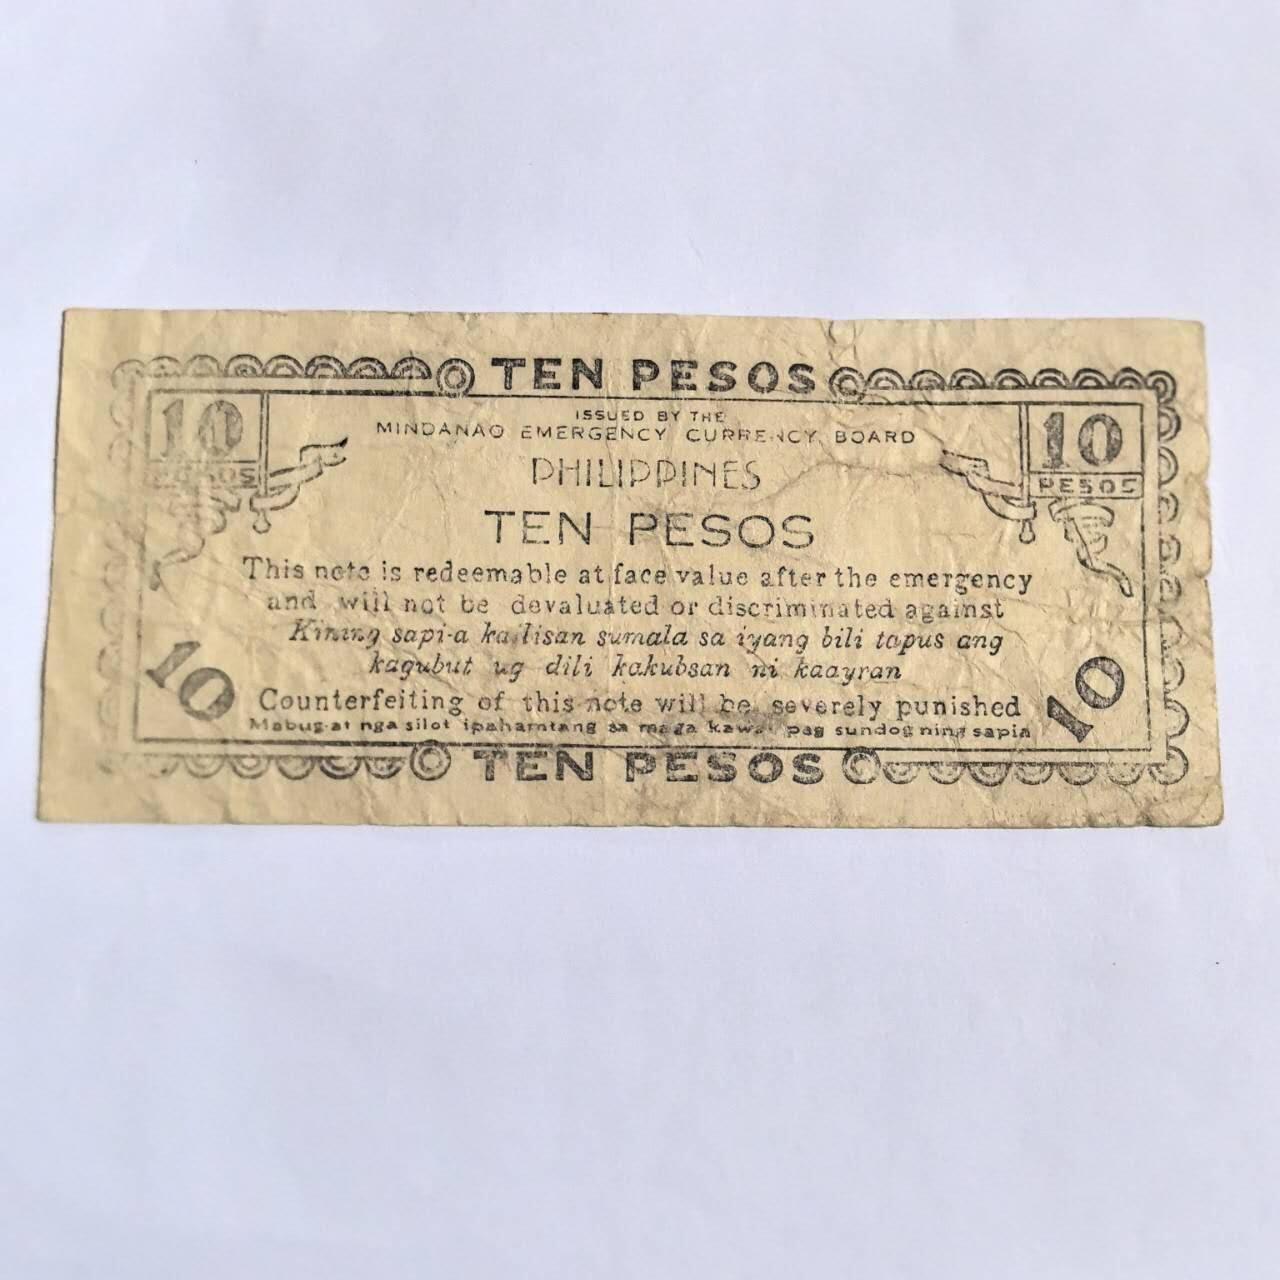 TEN PESOS
10
PESOS
10
PESOS
ISSUED BY THE
MINDANAO EMERGENCY CURRENCY BOARD
PHILIPPINES
TEN PESOS
This note is redeemable at face value after the emergency
and will not be devaluated or discriminated against
Kining sapi-a kailisan sumala sa iyang bili tapus ang
kagubut ug dili kakubsan ni kaayran
10
10
Counterfeiting of this note will be severely punished
Mabug-at nga silot ipahamtang sa maga pag sundog ning sapia
TEN PESOS